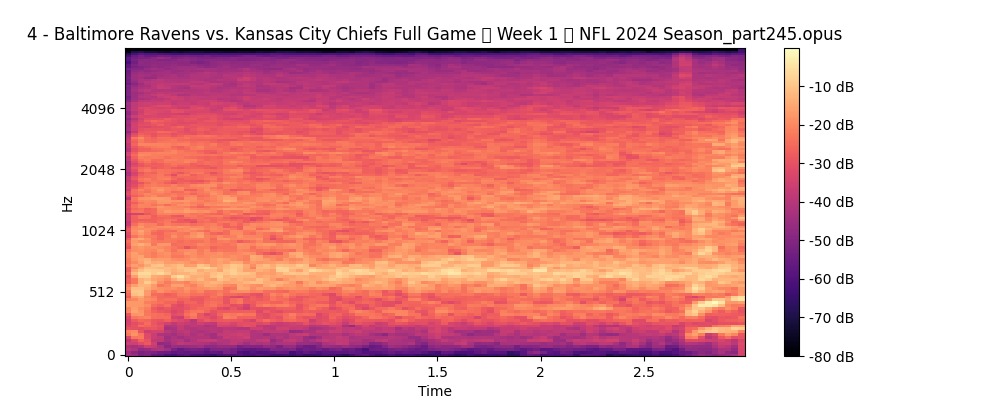 4 - Baltimore Ravens vs. Kansas City Chiefs Full Game ▯ Week 1 ▯ NFL 2024 Season_part245.opus
4096
2048
1024
512
0
Hz
0 0.5 1 1.5 2 2.5
Time
-10 dB
-20 dB
-30 dB
-40 dB
-50 dB
-60 dB
-70 dB
-80 dB